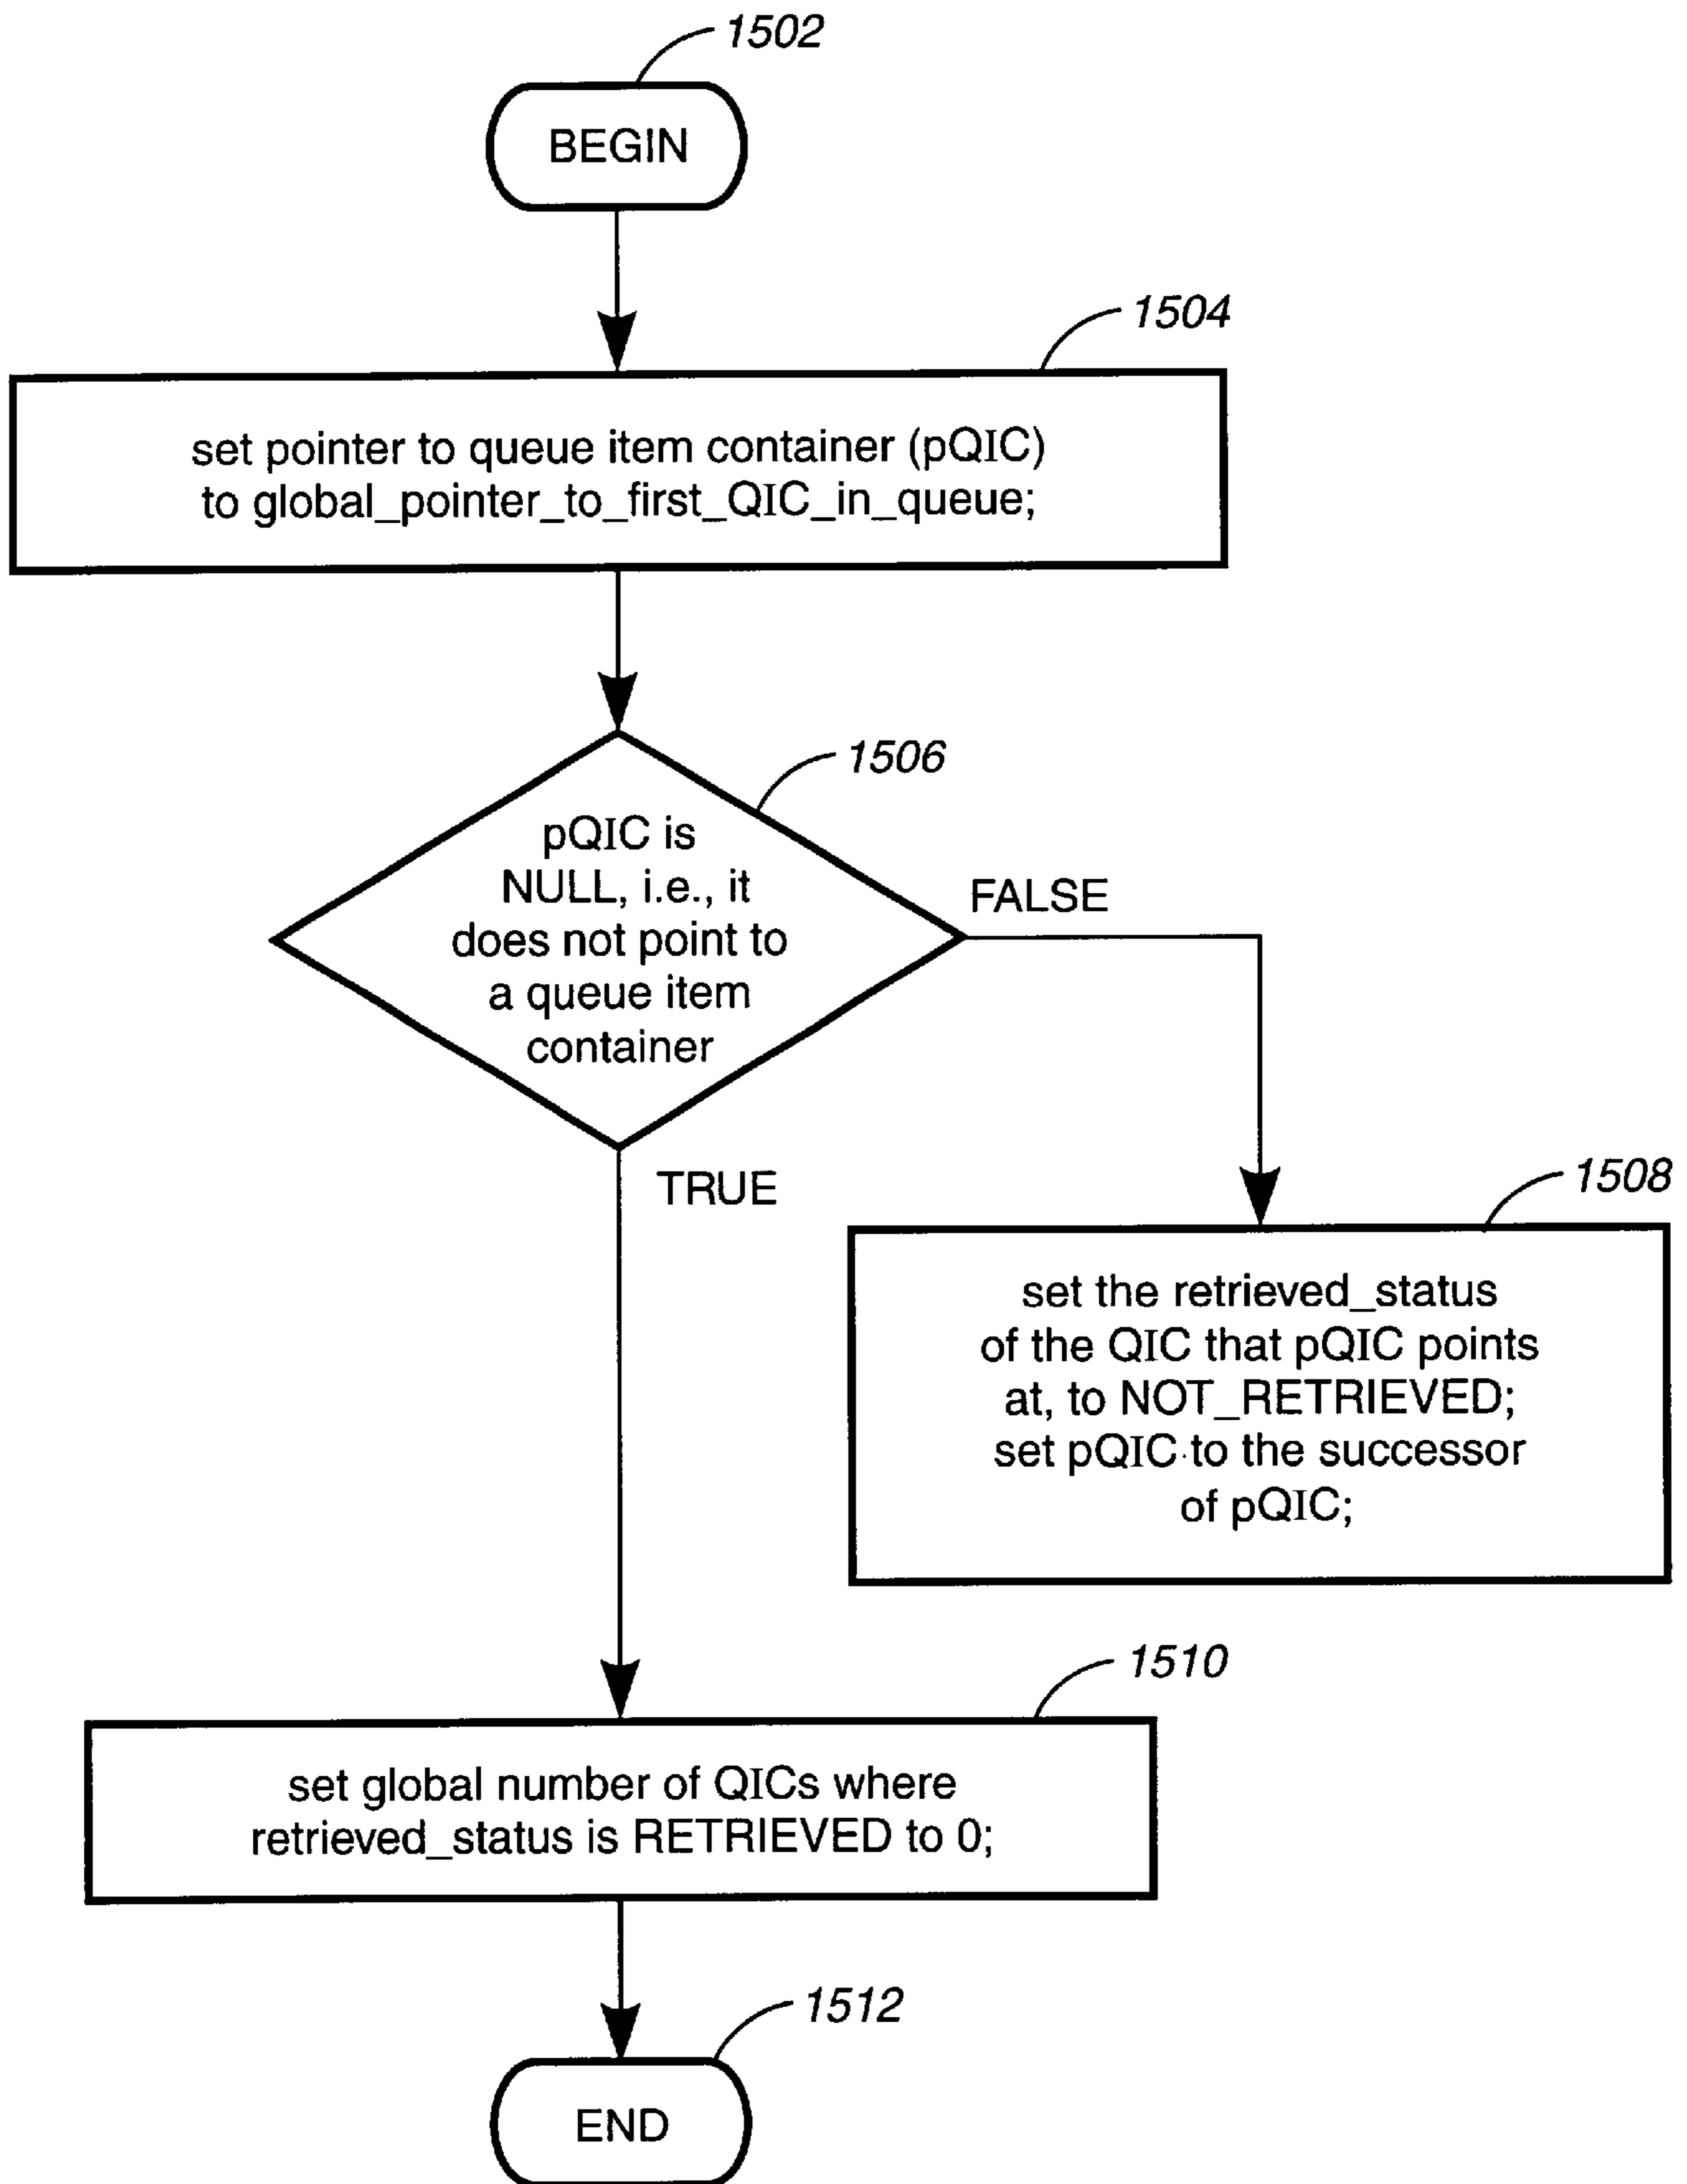 1502
BEGIN
1504
set pointer to queue item container (pQIC)
to global_pointer_to_first_QIC_in_queue;
1506
pQIC is
NULL, i.e., it
does not point to
a queue item
container
FALSE
TRUE
1508
set the retrieved_status
of the QIC that pQIC points
at, to NOT_RETRIEVED;
set pQIC to the successor
of pQIC;
1510
set global number of QICs where
retrieved_status is RETRIEVED to 0;
1512
END